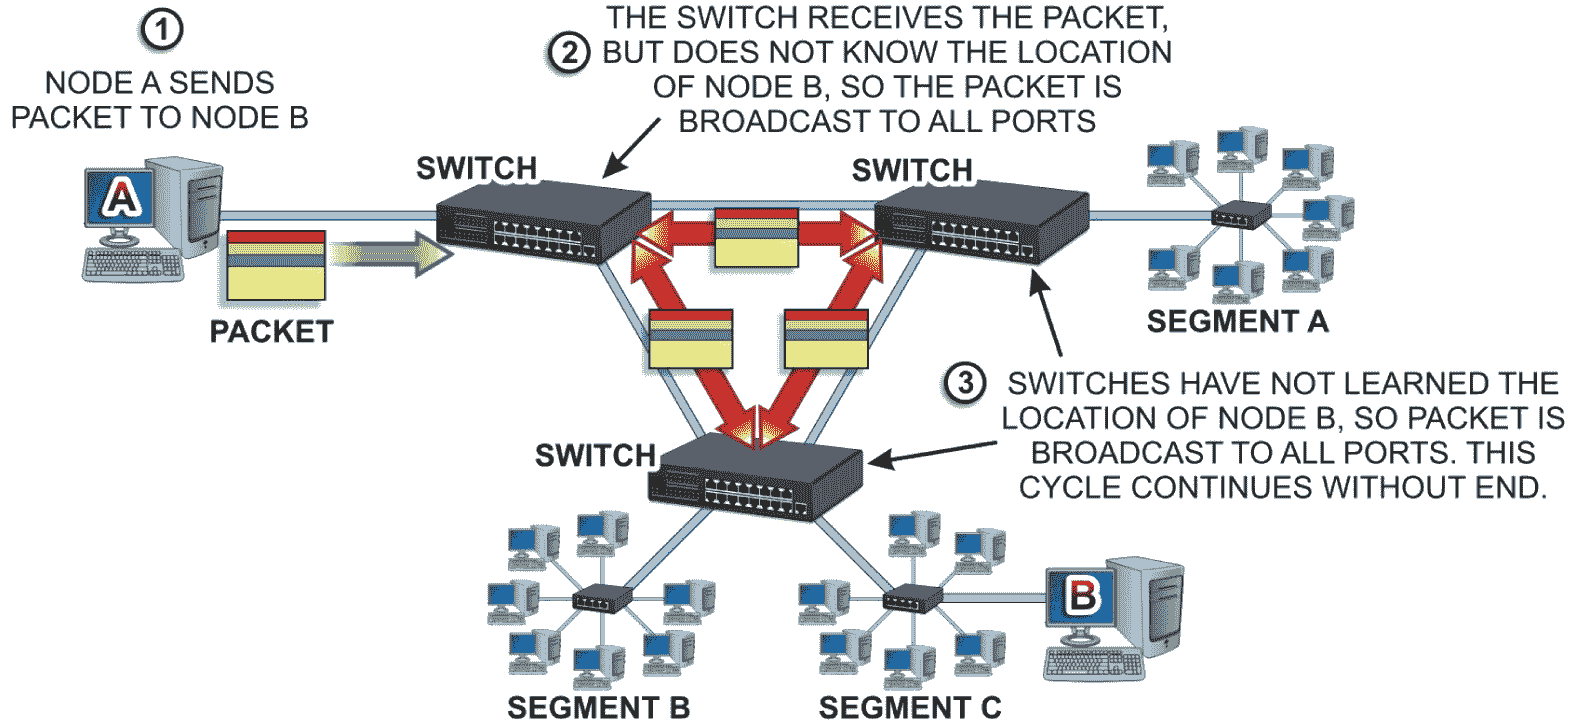 1
NODE A SENDS
PACKET TO NODE B
2
THE SWITCH RECEIVES THE PACKET,
BUT DOES NOT KNOW THE LOCATION
OF NODE B, SO THE PACKET IS
BROADCAST TO ALL PORTS
SWITCH
SWITCH
A
PACKET
SEGMENT A
3
SWITCHES HAVE NOT LEARNED THE
LOCATION OF NODE B, SO PACKET IS
BROADCAST TO ALL PORTS. THIS
CYCLE CONTINUES WITHOUT END.
SWITCH
B
SEGMENT B
SEGMENT C